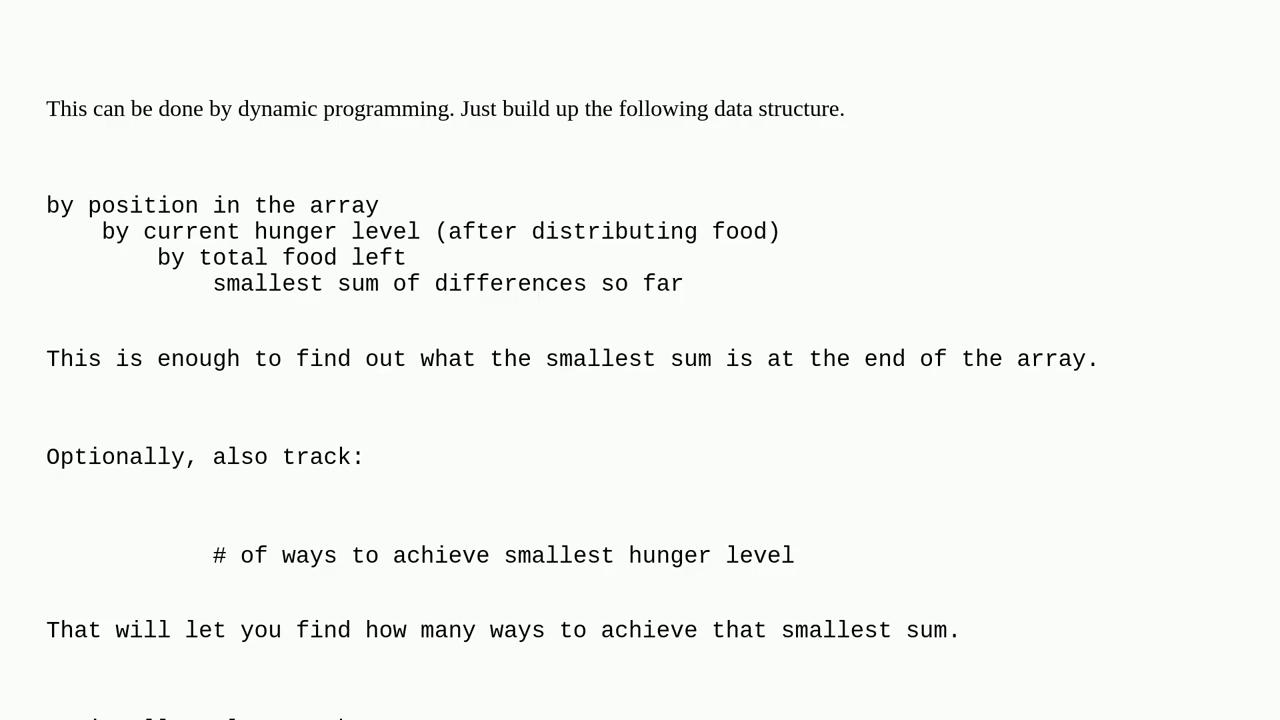 This can be done by dynamic programming. Just build up the following data structure.
by position in the array
    by current hunger level (after distributing food)
        by total food left
            smallest sum of differences so far
This is enough to find out what the smallest sum is at the end of the array.
Optionally, also track:
            # of ways to achieve smallest hunger level
That will let you find how many ways to achieve that smallest sum.